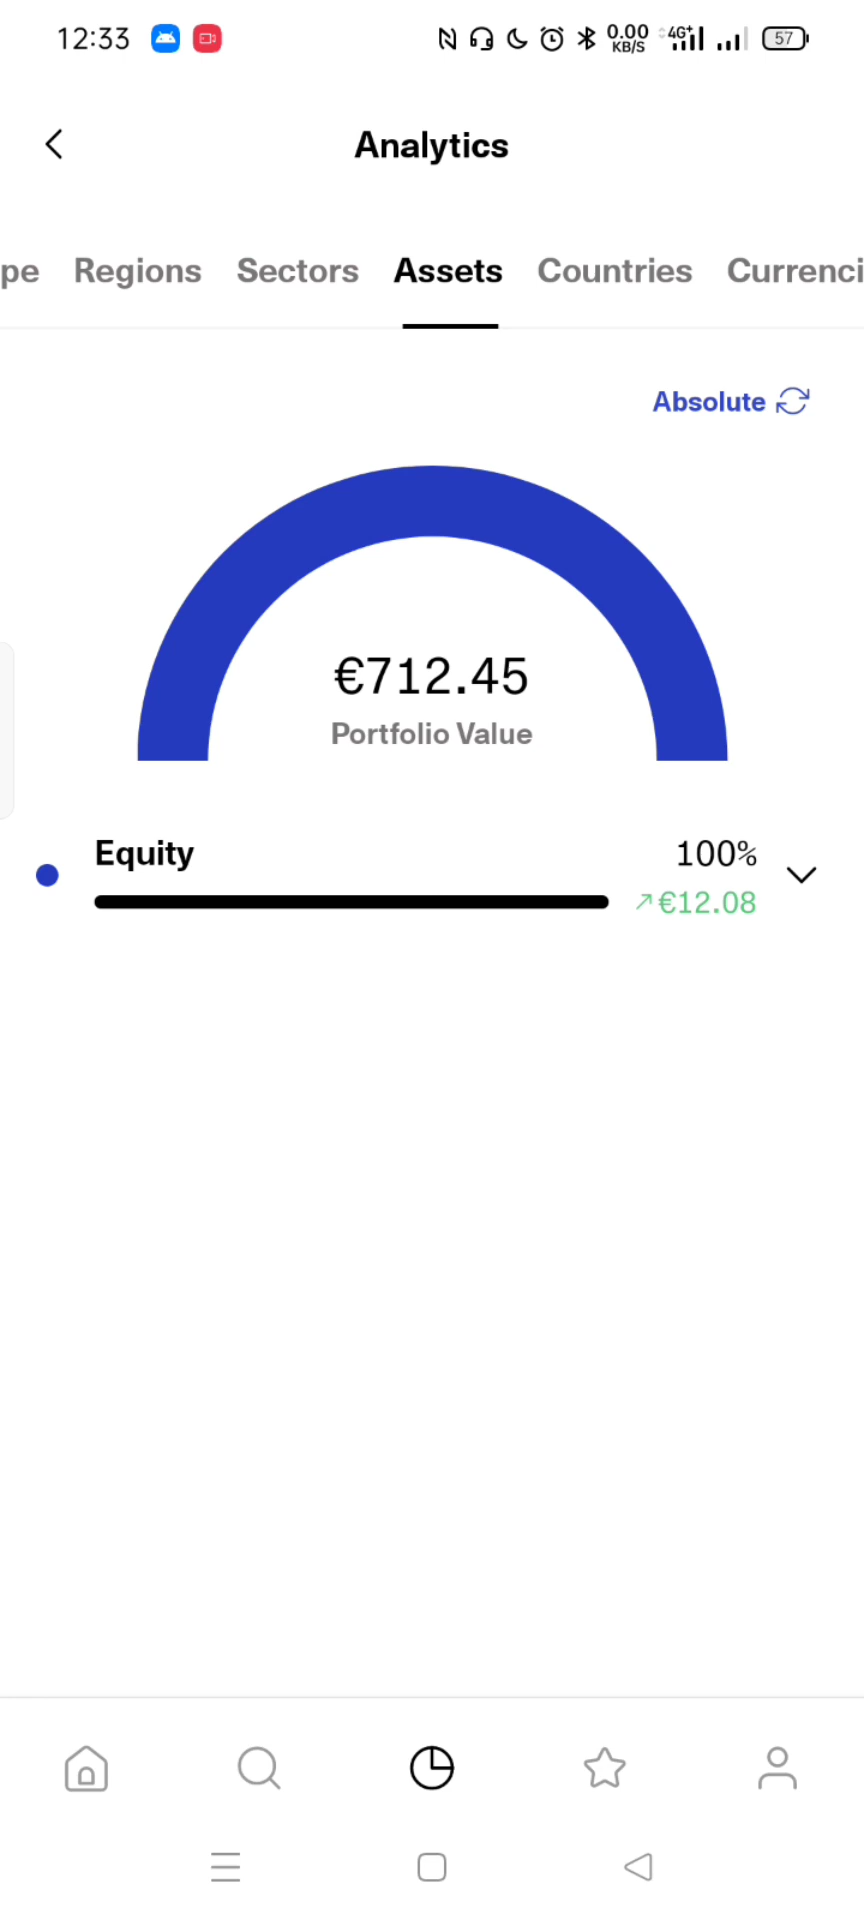 12:33 0.00 KB/S 4G+ 57
Analytics
pe Regions Sectors Assets Countries Currenci
Absolute
€712.45
Portfolio Value
Equity 100%
€12.08